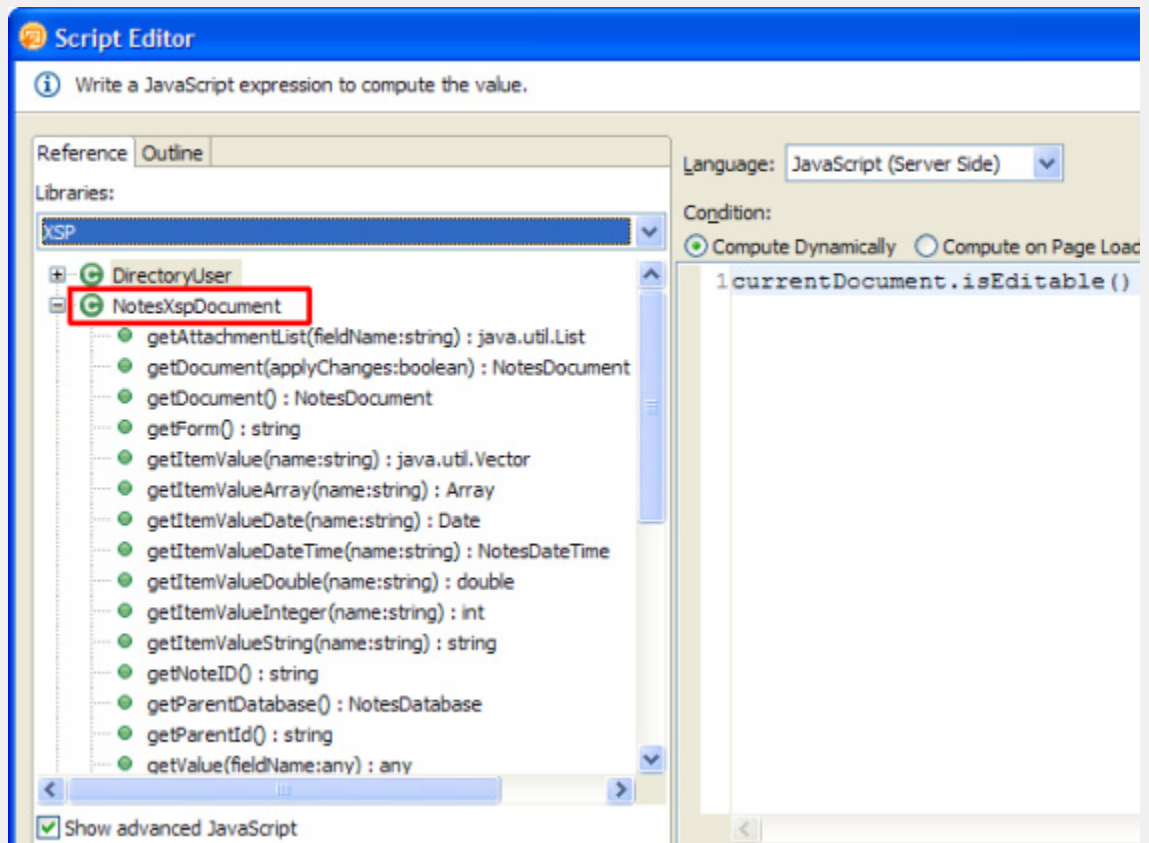 Script Editor
Write a JavaScript expression to compute the value.
Reference Outline
Libraries:
XSP
DirectoryUser
NotesXspDocument
getAttachmentList(fieldName:string) : java.util.List
getDocument(applyChanges:boolean) : NotesDocument
getDocument() : NotesDocument
getForm() : string
getItemValue(name:string) : java.util.Vector
getItemValueArray(name:string) : Array
getItemValueDate(name:string) : Date
getItemValueDateTime(name:string) : NotesDateTime
getItemValueDouble(name:string) : double
getItemValueInteger(name:string) : int
getItemValueString(name:string) : string
getNoteID() : string
getParentDatabase() : NotesDatabase
getParentId() : string
getValue(fieldName:any) : any
Show advanced JavaScript
Language: JavaScript (Server Side)
Condition:
Compute Dynamically Compute on Page Load
1 currentDocument.isEditable()